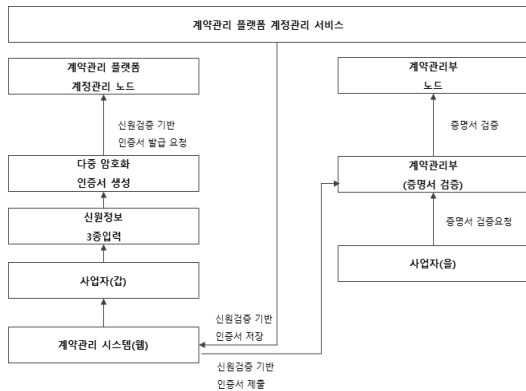 계약관리 플랫폼 계정관리 서비스
계약관리 플랫폼
계정관리 노드
계약관리부
노드
신원검증 기반
인증서 발급 요청
증명서 검증
다중 암호화
인증서 생성
계약관리부
(증명서 검증)
신원정보
3종입력
증명서 검증요청
사업자(갑)
사업자(을)
신원검증 기반
인증서 저장
계약관리 시스템(웹)
신원검증 기반
인증서 제출